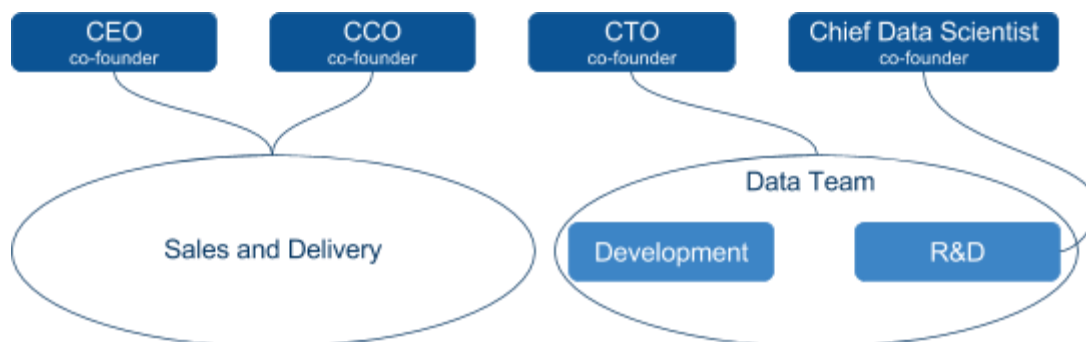 CEO
co-founder
CCO
co-founder
CTO
co-founder
Chief Data Scientist
co-founder
Sales and Delivery
Data Team
Development
R&D